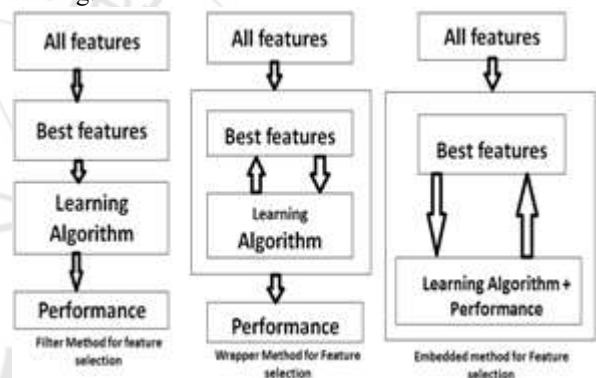 All features
Best features
Learning
Algorithm
Performance
Filter Method for feature
selection
All features
Best features
Learning
Algorithm
Performance
Wrapper Method for Feature
selection
All features
Best features
Learning Algorithm +
Performance
Embedded method for Feature
selection